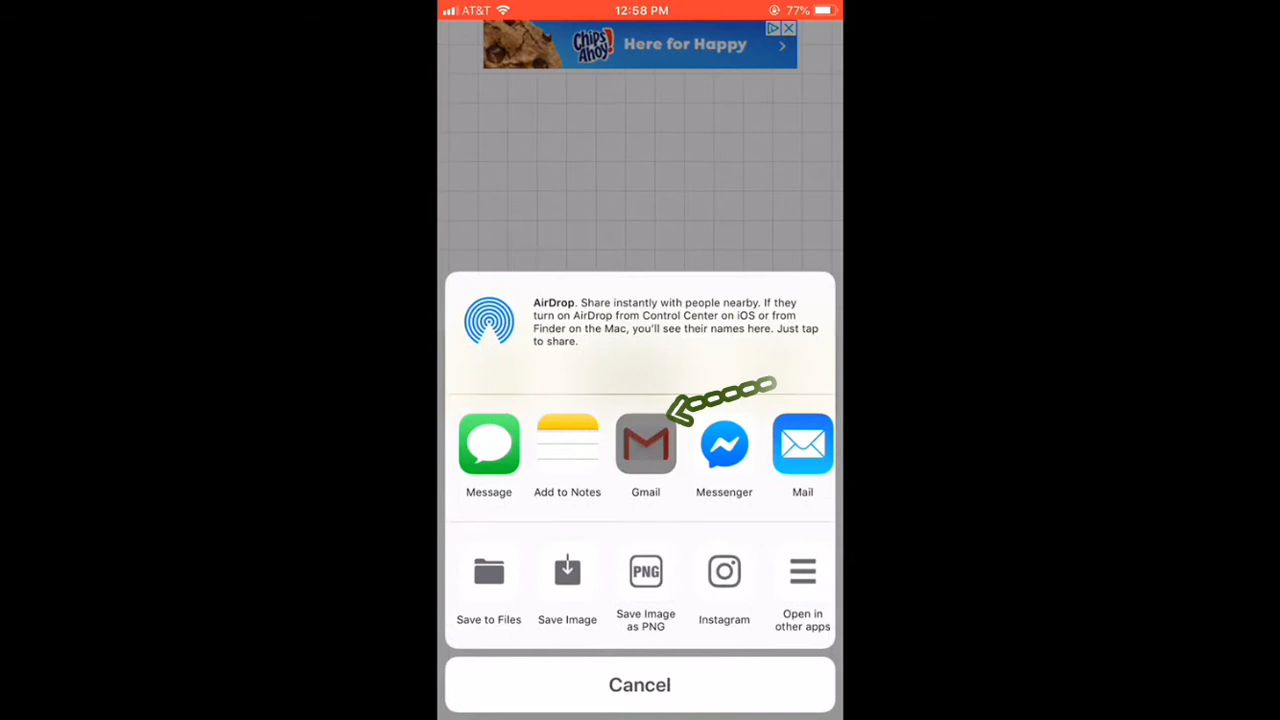 AT&T
12:58 PM
77%
Chips Ahoy!
Here for Happy
AirDrop. Share instantly with people nearby. If they
turn on AirDrop from Control Center on iOS or from
Finder on the Mac, you'll see their names here. Just tap
to share.
Message
Add to Notes
Gmail
Messenger
Mail
PNG
Save to Files
Save Image
Save Image
as PNG
Instagram
Open in
other apps
Cancel